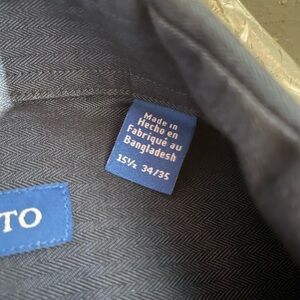 Made in
Hecho en
Fabriqué au
Bangladesh
15½ 34/35
TO